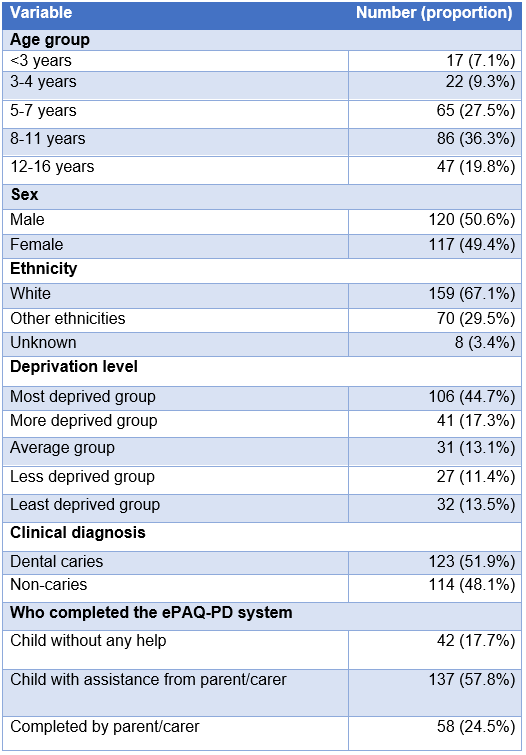 Variable Number (proportion)
Age group
<3 years 17 (7.1%)
3-4 years 22 (9.3%)
5-7 years 65 (27.5%)
8-11 years 86 (36.3%)
12-16 years 47 (19.8%)
Sex
Male 120 (50.6%)
Female 117 (49.4%)
Ethnicity
White 159 (67.1%)
Other ethnicities 70 (29.5%)
Unknown 8 (3.4%)
Deprivation level
Most deprived group 106 (44.7%)
More deprived group 41 (17.3%)
Average group 31 (13.1%)
Less deprived group 27 (11.4%)
Least deprived group 32 (13.5%)
Clinical diagnosis
Dental caries 123 (51.9%)
Non-caries 114 (48.1%)
Who completed the ePAQ-PD system
Child without any help 42 (17.7%)
Child with assistance from parent/carer 137 (57.8%)
Completed by parent/carer 58 (24.5%)